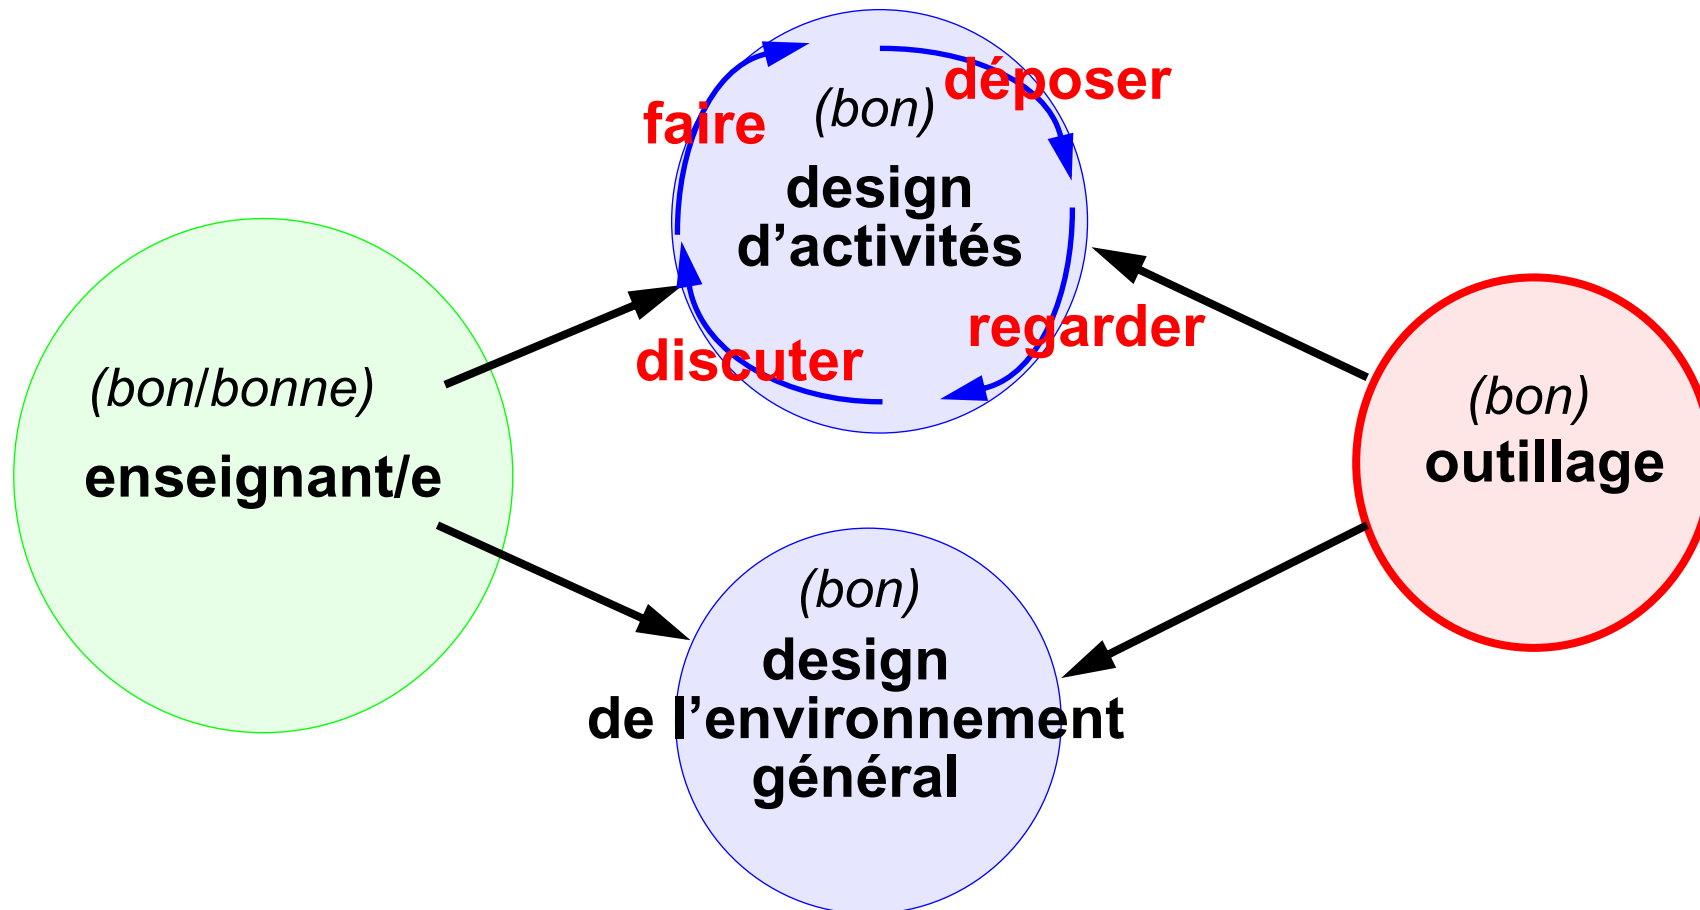 faire
déposer
(bon)
design
d’activités
regarder
discuter
(bon/bonne)
enseignant/e
(bon)
outillage
(bon)
design
de l’environnement
général